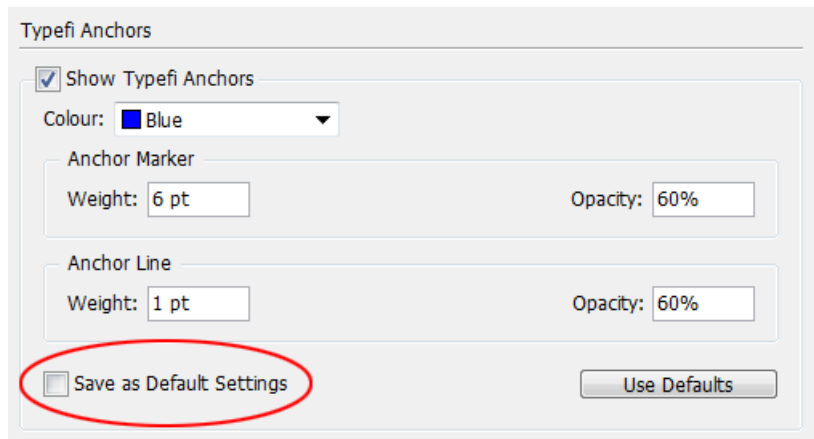 Typefi Anchors
Show Typefi Anchors
Colour: Blue
Anchor Marker
Weight: 6 pt Opacity: 60%
Anchor Line
Weight: 1 pt Opacity: 60%
Save as Default Settings Use Defaults